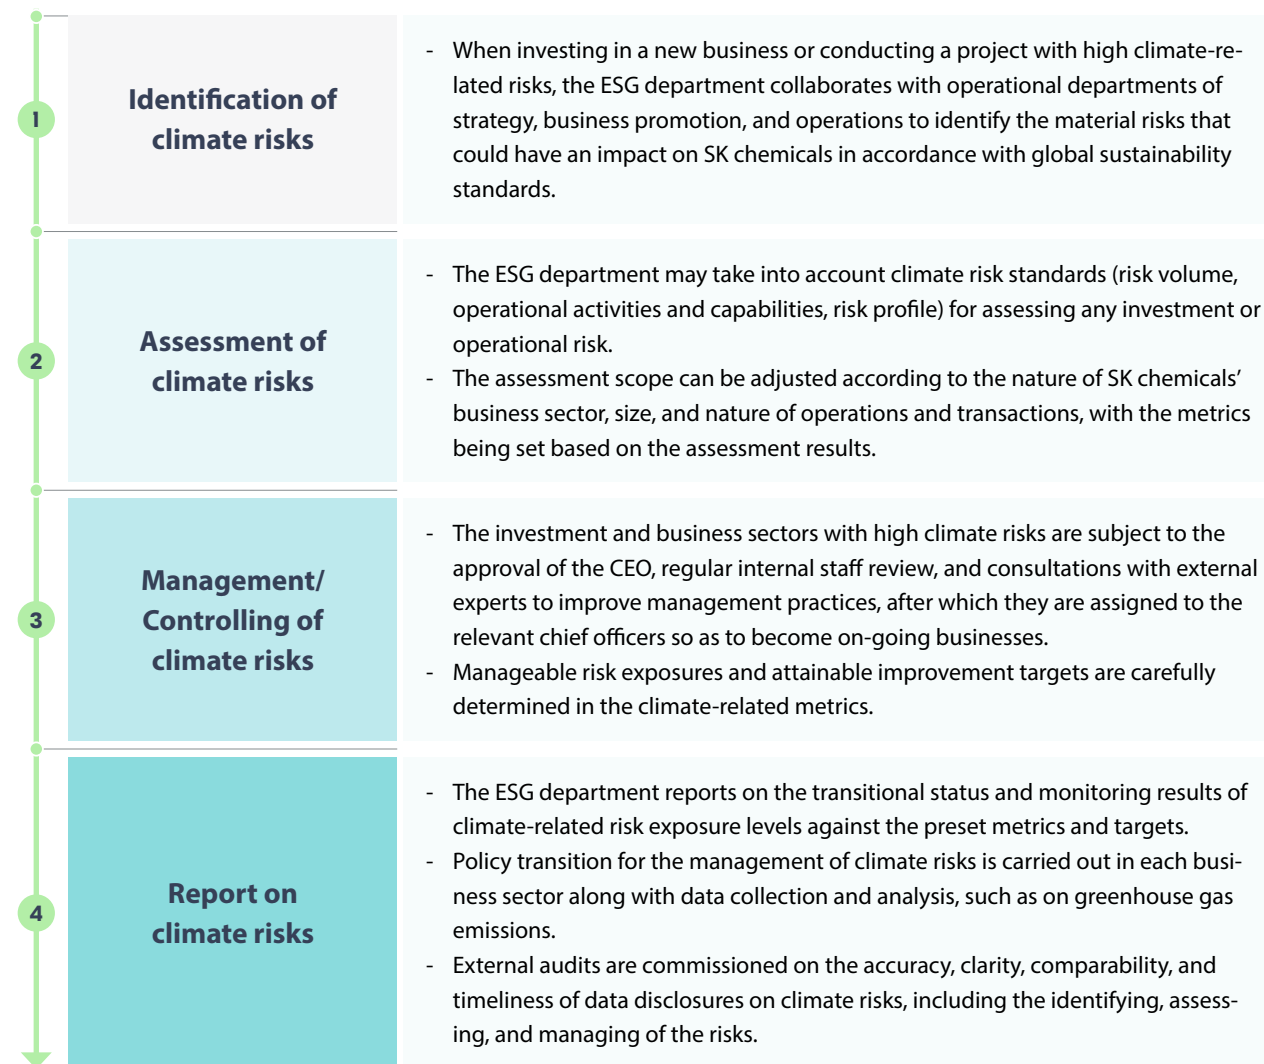 1
Identification of
climate risks
- When investing in a new business or conducting a project with high climate-re-
lated risks, the ESG department collaborates with operational departments of
strategy, business promotion, and operations to identify the material risks that
could have an impact on SK chemicals in accordance with global sustainability
standards.
2
Assessment of
climate risks
- The ESG department may take into account climate risk standards (risk volume,
operational activities and capabilities, risk profile) for assessing any investment or
operational risk.
- The assessment scope can be adjusted according to the nature of SK chemicals’
business sector, size, and nature of operations and transactions, with the metrics
being set based on the assessment results.
3
Management/
Controlling of
climate risks
- The investment and business sectors with high climate risks are subject to the
approval of the CEO, regular internal staff review, and consultations with external
experts to improve management practices, after which they are assigned to the
relevant chief officers so as to become on-going businesses.
- Manageable risk exposures and attainable improvement targets are carefully
determined in the climate-related metrics.
4
Report on
climate risks
- The ESG department reports on the transitional status and monitoring results of
climate-related risk exposure levels against the preset metrics and targets.
- Policy transition for the management of climate risks is carried out in each busi-
ness sector along with data collection and analysis, such as on greenhouse gas
emissions.
- External audits are commissioned on the accuracy, clarity, comparability, and
timeliness of data disclosures on climate risks, including the identifying, assess-
ing, and managing of the risks.